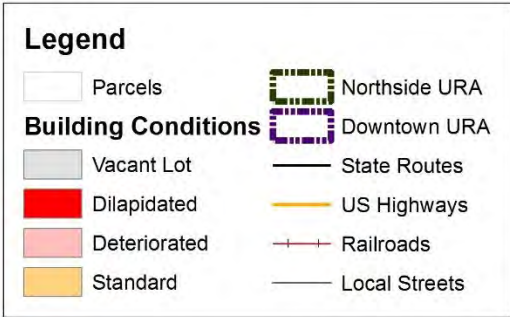 Legend
Parcels
Building Conditions
Vacant Lot
Dilapidated
Deteriorated
Standard
Northside URA
Downtown URA
State Routes
US Highways
Railroads
Local Streets